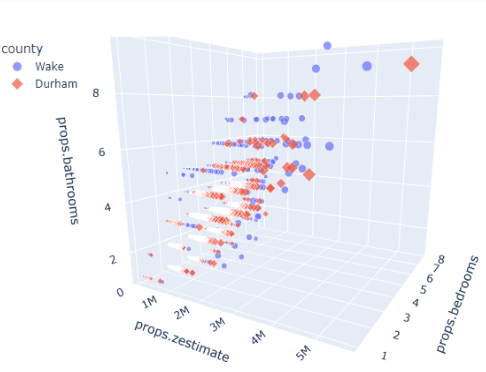 county
Wake
Durham
props.bathrooms
8
6
4
2
0
1M
2M
3M
4M
5M
props.zestimate
8
7
6
5
4
3
2
1
props.bedrooms